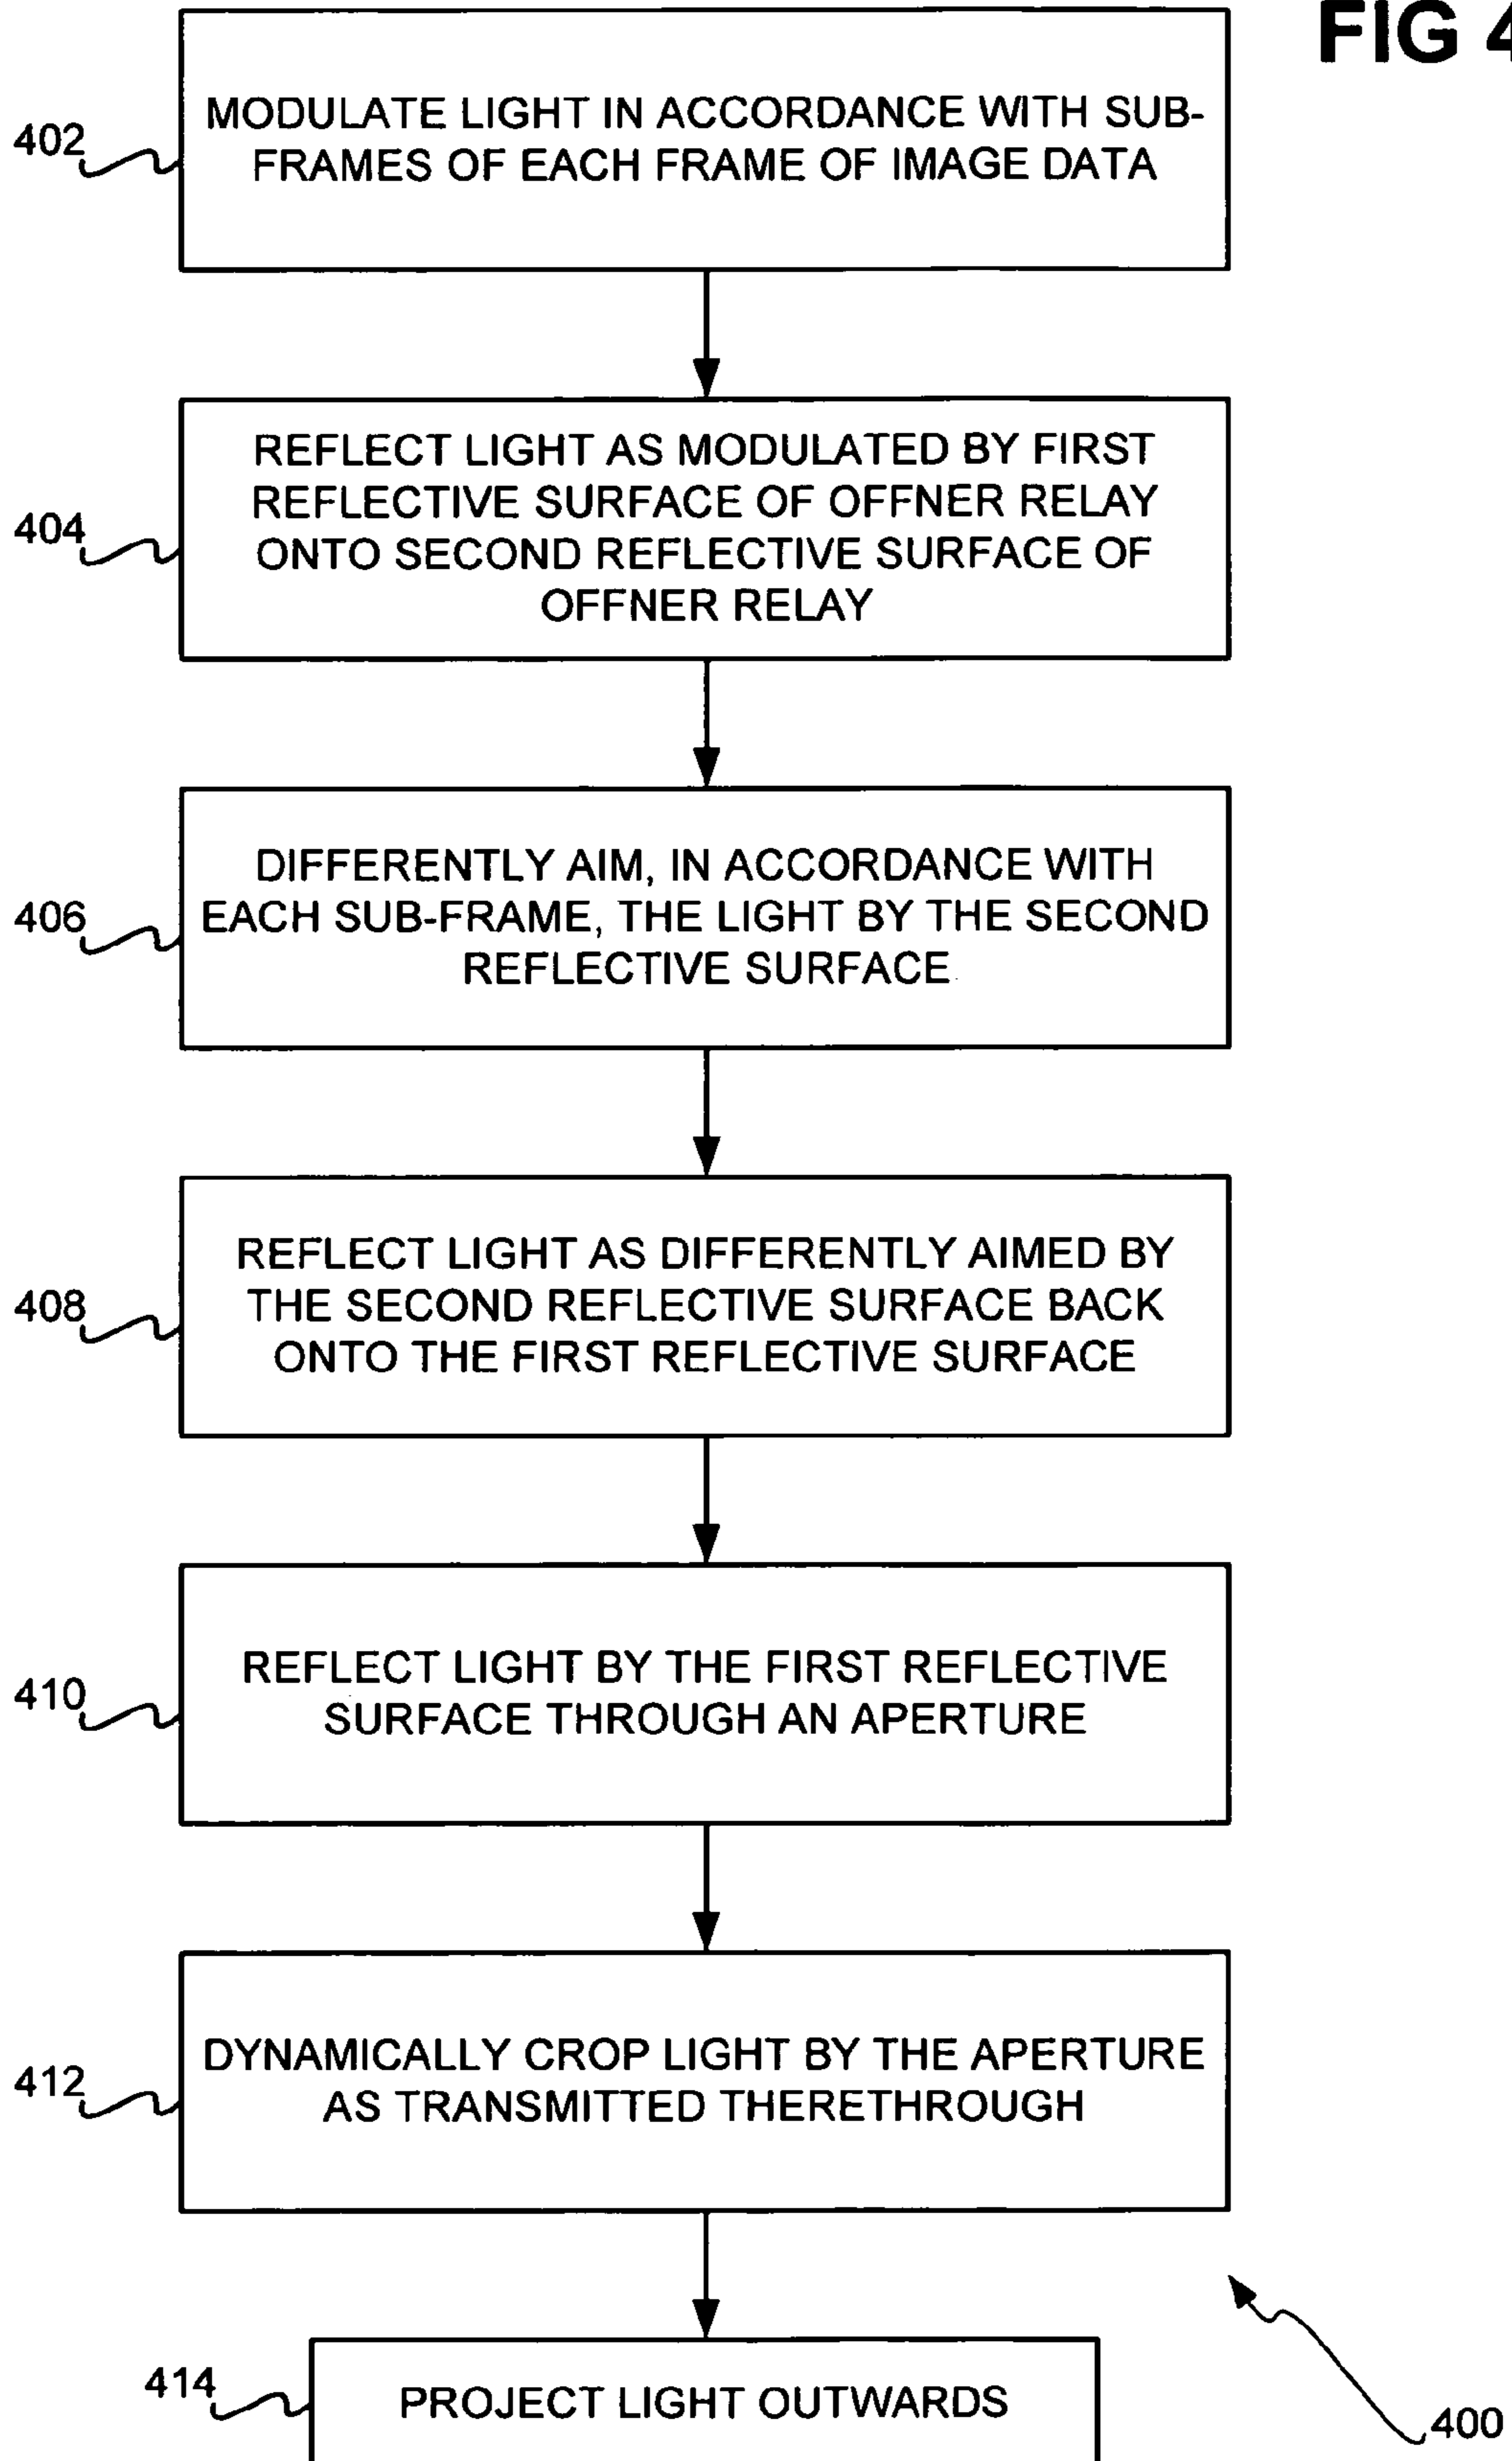 FIG 4
402
MODULATE LIGHT IN ACCORDANCE WITH SUB-
FRAMES OF EACH FRAME OF IMAGE DATA
404
REFLECT LIGHT AS MODULATED BY FIRST
REFLECTIVE SURFACE OF OFFNER RELAY
ONTO SECOND REFLECTIVE SURFACE OF
OFFNER RELAY
406
DIFFERENTLY AIM, IN ACCORDANCE WITH
EACH SUB-FRAME, THE LIGHT BY THE SECOND
REFLECTIVE SURFACE
408
REFLECT LIGHT AS DIFFERENTLY AIMED BY
THE SECOND REFLECTIVE SURFACE BACK
ONTO THE FIRST REFLECTIVE SURFACE
410
REFLECT LIGHT BY THE FIRST REFLECTIVE
SURFACE THROUGH AN APERTURE
412
DYNAMICALLY CROP LIGHT BY THE APERTURE
AS TRANSMITTED THERETHROUGH
414
PROJECT LIGHT OUTWARDS
400